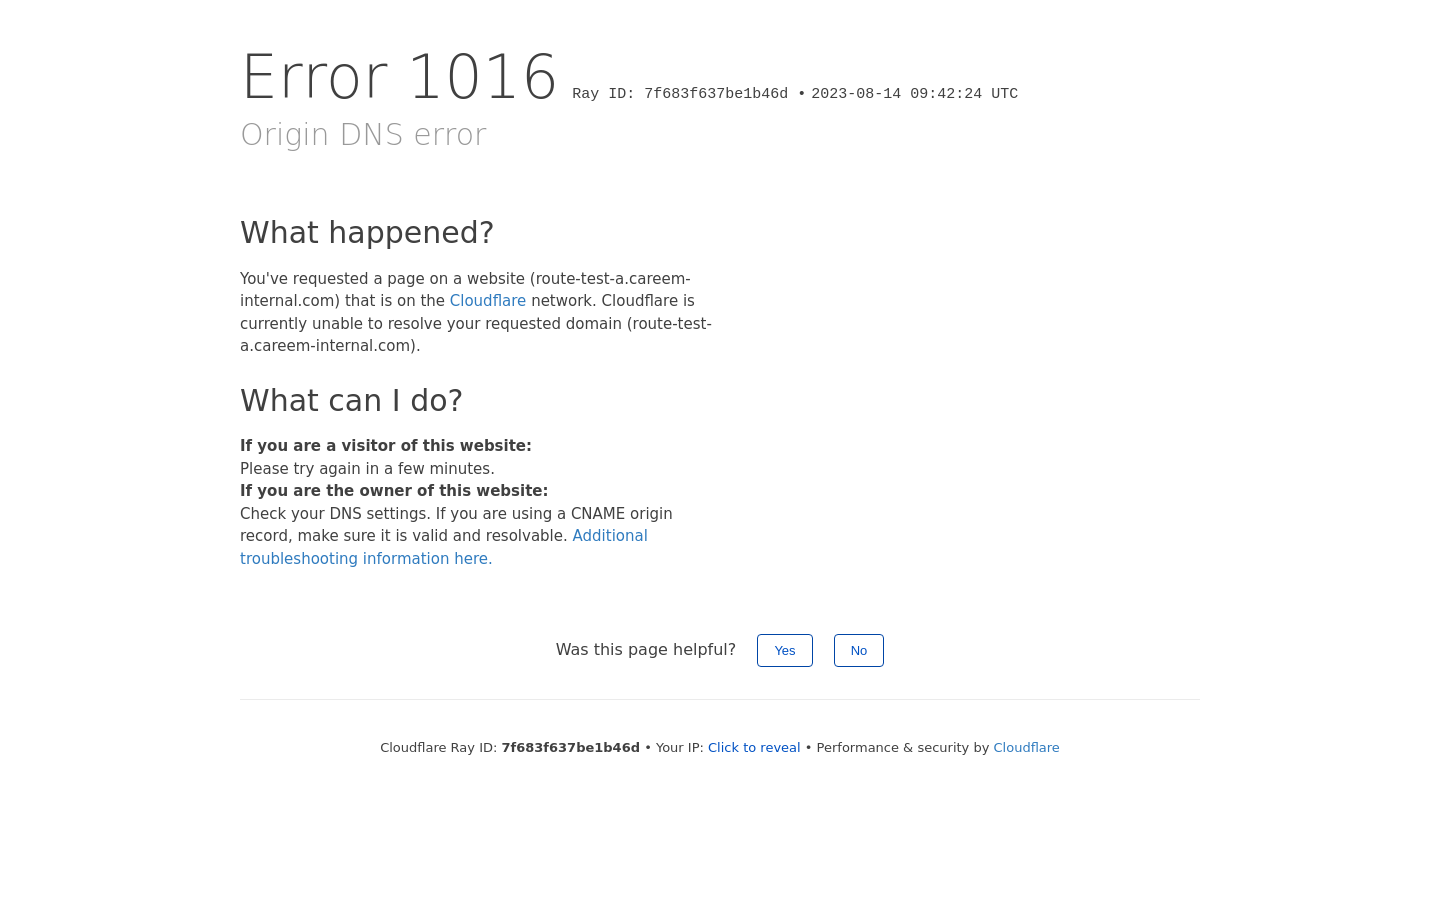 Error 1016 Ray ID: 7f683f637be1b46d • 2023-08-14 09:42:24 UTC
Origin DNS error
What happened?
You've requested a page on a website (route-test-a.careem-
internal.com) that is on the Cloudflare network. Cloudflare is
currently unable to resolve your requested domain (route-test-
a.careem-internal.com).
What can I do?
If you are a visitor of this website:
Please try again in a few minutes.
If you are the owner of this website:
Check your DNS settings. If you are using a CNAME origin
record, make sure it is valid and resolvable. Additional
troubleshooting information here.
Was this page helpful? Yes No
Cloudflare Ray ID: 7f683f637be1b46d • Your IP: Click to reveal • Performance & security by Cloudflare